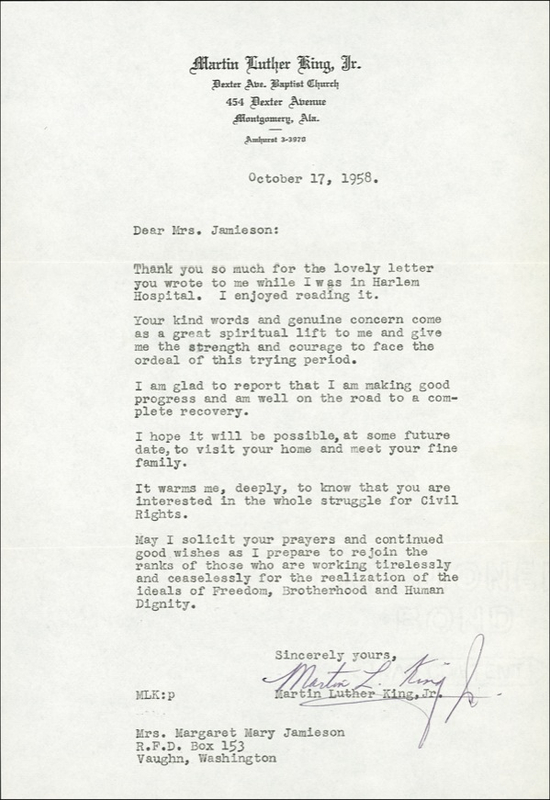 Martin Luther King, Jr.
Dexter Ave. Baptist Church
454 Dexter Avenue
Montgomery, Ala.
Amherst 3-3970
October 17, 1958.
Dear Mrs. Jamieson:
Thank you so much for the lovely letter
you wrote to me while I was in Harlem
Hospital. I enjoyed reading it.
Your kind words and genuine concern come
as a great spiritual lift to me and give
me the strength and courage to face the
ordeal of this trying period.
I am glad to report that I am making good
progress and am well on the road to a com-
plete recovery.
I hope it will be possible, at some future
date, to visit your home and meet your fine
family.
It warms me, deeply, to know that you are
interested in the whole struggle for Civil
Rights.
May I solicit your prayers and continued
good wishes as I prepare to rejoin the
ranks of those who are working tirelessly
and ceaselessly for the realization of the
ideals of Freedom, Brotherhood and Human
Dignity.
Sincerely yours,
Martin L. King Jr.
MLK:p Martin Luther King, Jr.
Mrs. Margaret Mary Jamieson
R.F.D. Box 153
Vaughn, Washington